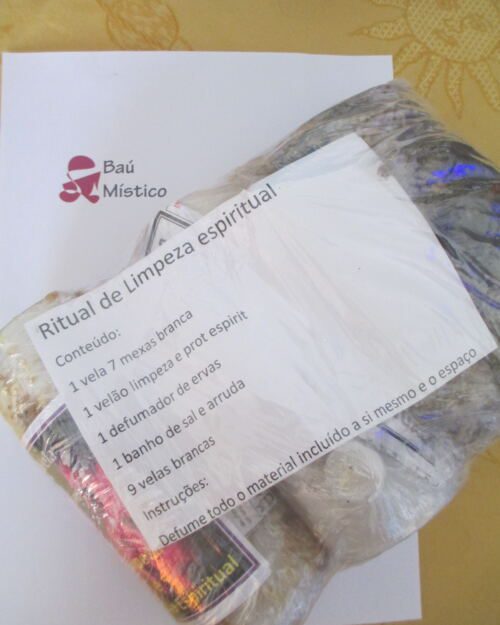 Baú
Místico
Ritual de Limpeza espiritual
Conteúdo:
1 vela 7 mexas branca
1 velão limpeza e prot espirit
1 defumador de ervas
1 banho de sal e arruda
9 velas brancas
Instruções:
Defume todo o material incluído a si mesmo e o espaço
spiritual